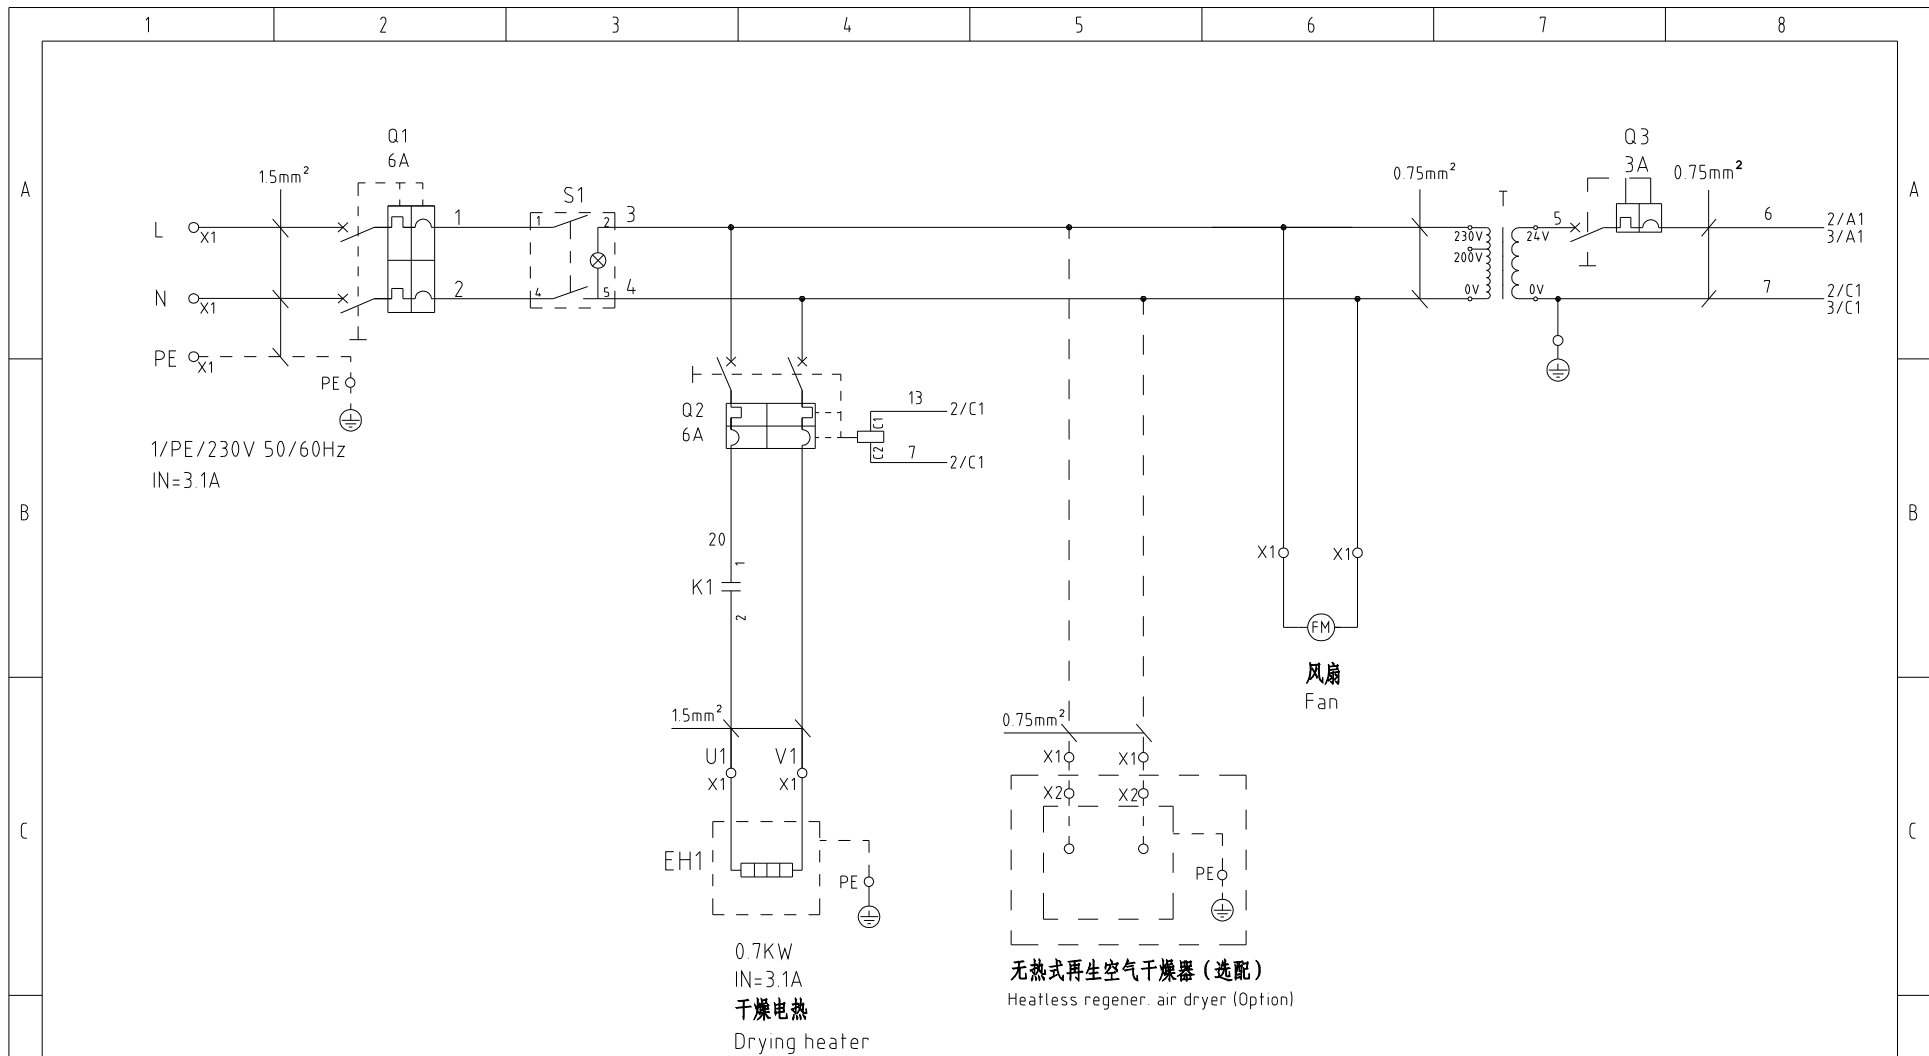 1 2 3 4 5 6 7 8
A
A
Q1
6A
1.5mm²
L
X1
1
S1
1
2
3
N
X1
2
4
5
4
PE
X1
PE
1/PE/230V 50/60Hz
IN=3.1A
0.75mm²
T
230V
200V
0V
24V
0V
5
Q3
3A
0.75mm²
6
2/A1
3/A1
7
2/C1
3/C1
B
B
Q2
6A
C1
C2
13
2/C1
7
2/C1
20
1
K1
2
X1
X1
FM
风扇
Fan
C
C
1.5mm²
U1
X1
V1
X1
EH1
PE
0.7KW
IN=3.1A
干燥电热
Drying heater
0.75mm²
X1
X1
X2
X2
PE
无热式再生空气干燥器(选配)
Heatless regener. air dryer (Option)